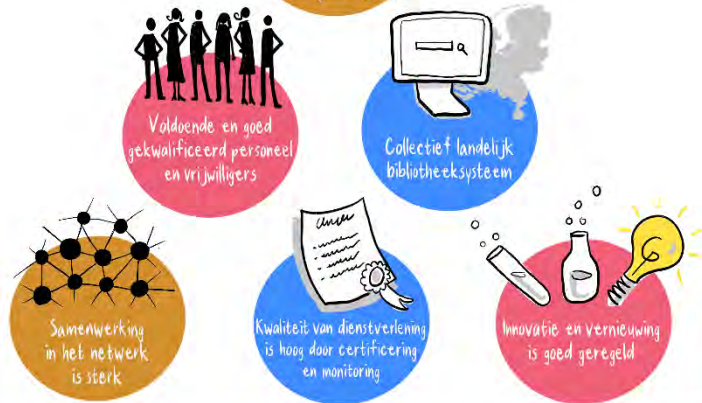 Voldoende en goed
gekwalificeerd personeel
en vrijwilligers
Collectief landelijk
bibliotheeksysteem
Samenwerking
in het netwerk
is sterk
Kwaliteit van dienstverlening
is hoog door certificering
en monitoring
Innovatie en vernieuwing
is goed geregeld